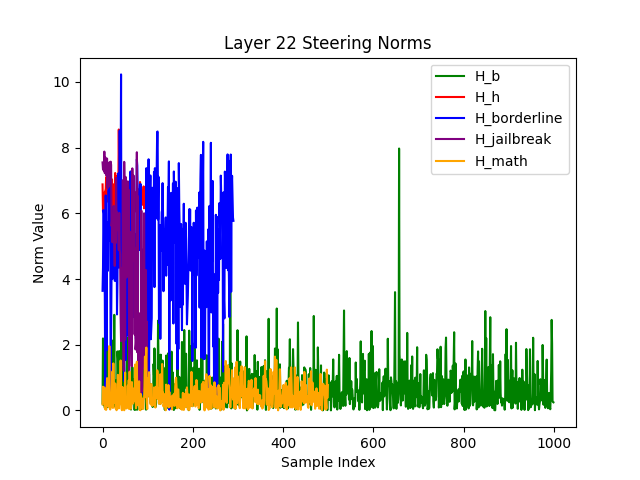 Layer 22 Steering Norms
H_b
H_h
H_borderline
H_jailbreak
H_math
Norm Value
10
8
6
4
2
0
0 200 400 600 800 1000
Sample Index